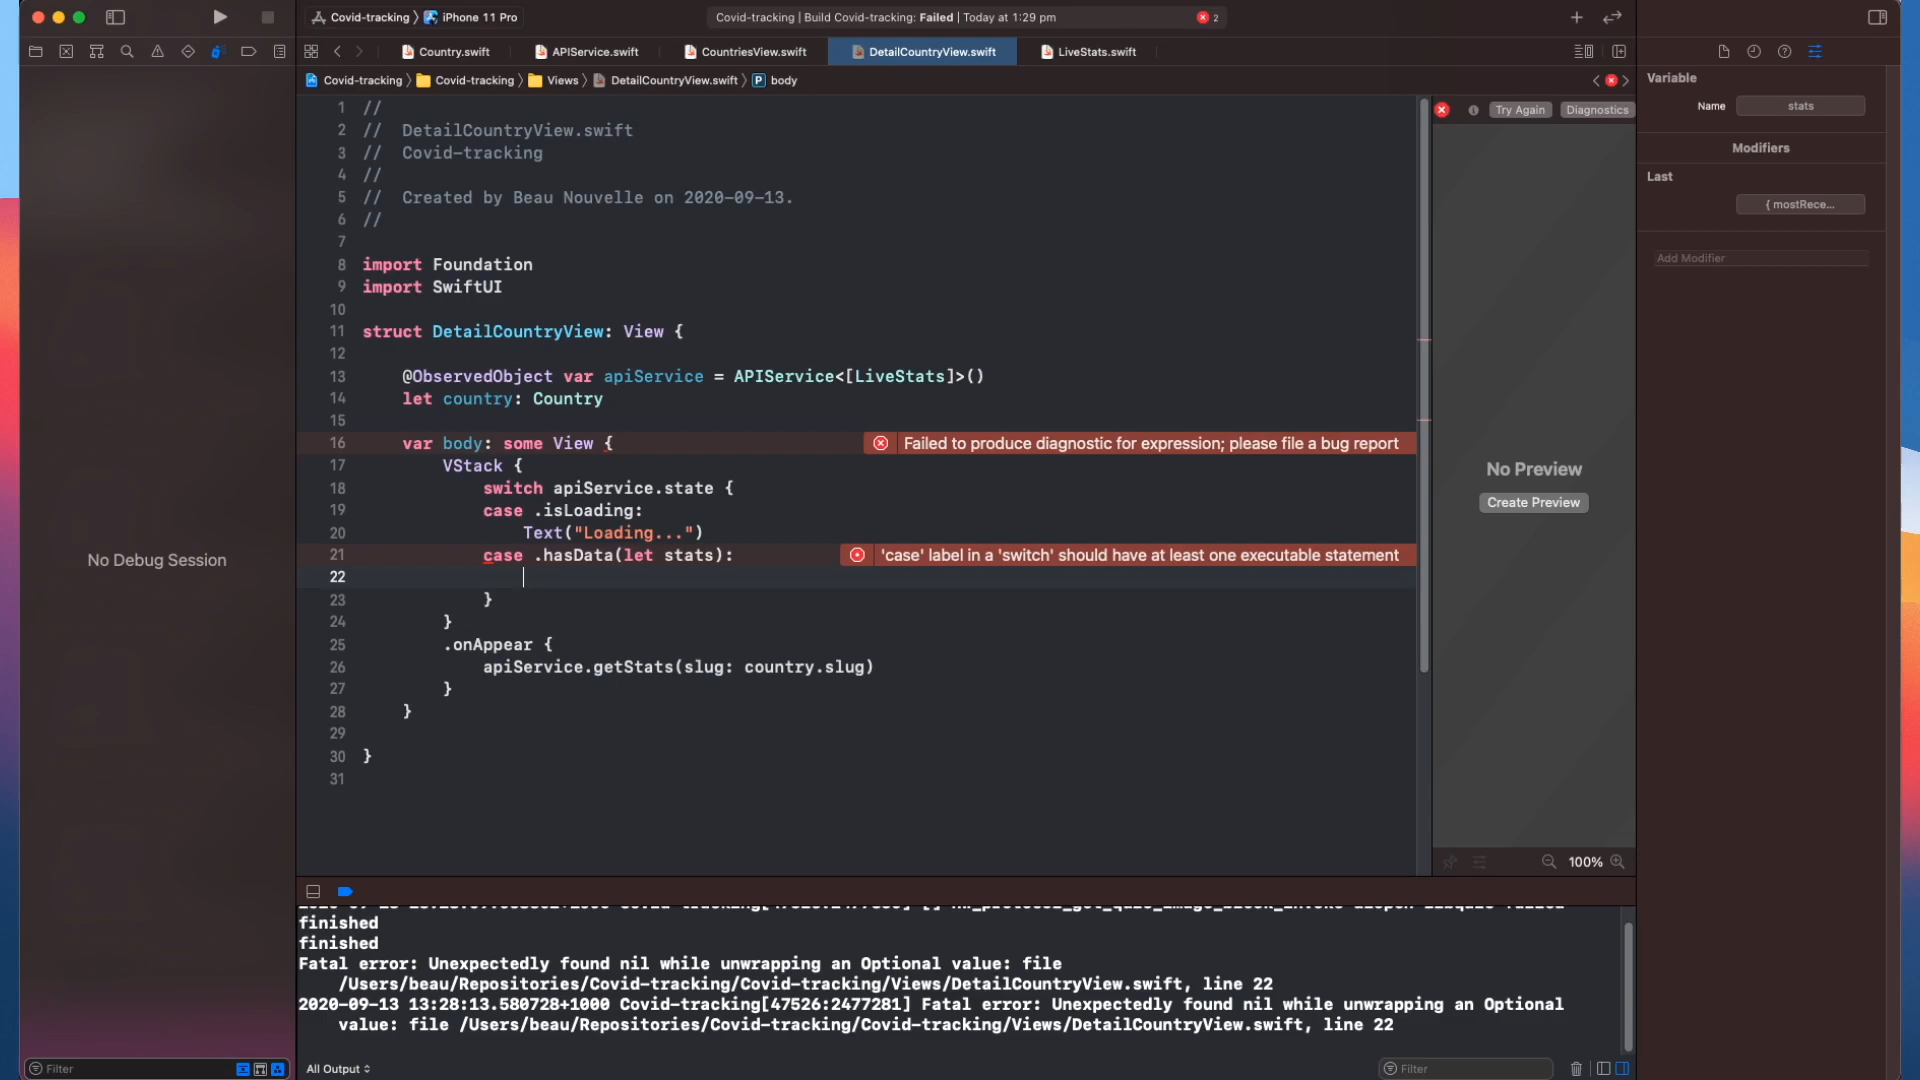 Covid-tracking 〉 iPhone 11 Pro
Covid-tracking | Build Covid-tracking: Failed | Today at 1:29 pm
2
Country.swift
APIService.swift
CountriesView.swift
DetailCountryView.swift
LiveStats.swift
Covid-tracking 〉 Covid-tracking 〉 Views 〉 DetailCountryView.swift 〉 P body
1 //
2 // DetailCountryView.swift
3 // Covid-tracking
4 //
5 // Created by Beau Nouvelle on 2020-09-13.
6 //
7
8 import Foundation
9 import SwiftUI
10
11 struct DetailCountryView: View {
12
13 @ObservedObject var apiService = APIService<[LiveStats]>()
14 let country: Country
15
16 var body: some View { Failed to produce diagnostic for expression; please file a bug report
17 VStack {
18 switch apiService.state {
19 case .isLoading:
20 Text("Loading...")
21 case .hasData(let stats): 'case' label in a 'switch' should have at least one executable statement
22
23 }
24 }
25 .onAppear {
26 apiService.getStats(slug: country.slug)
27 }
28 }
29
30 }
31
Try Again
Diagnostics
No Preview
Create Preview
100%
Variable
Name stats
Modifiers
Last
{ mostRece...
Add Modifier
No Debug Session
finished
finished
Fatal error: Unexpectedly found nil while unwrapping an Optional value: file
/Users/beau/Repositories/Covid-tracking/Covid-tracking/Views/DetailCountryView.swift, line 22
2020-09-13 13:28:13.580728+1000 Covid-tracking[47526:2477281] Fatal error: Unexpectedly found nil while unwrapping an Optional
value: file /Users/beau/Repositories/Covid-tracking/Covid-tracking/Views/DetailCountryView.swift, line 22
Filter
All Output
Filter